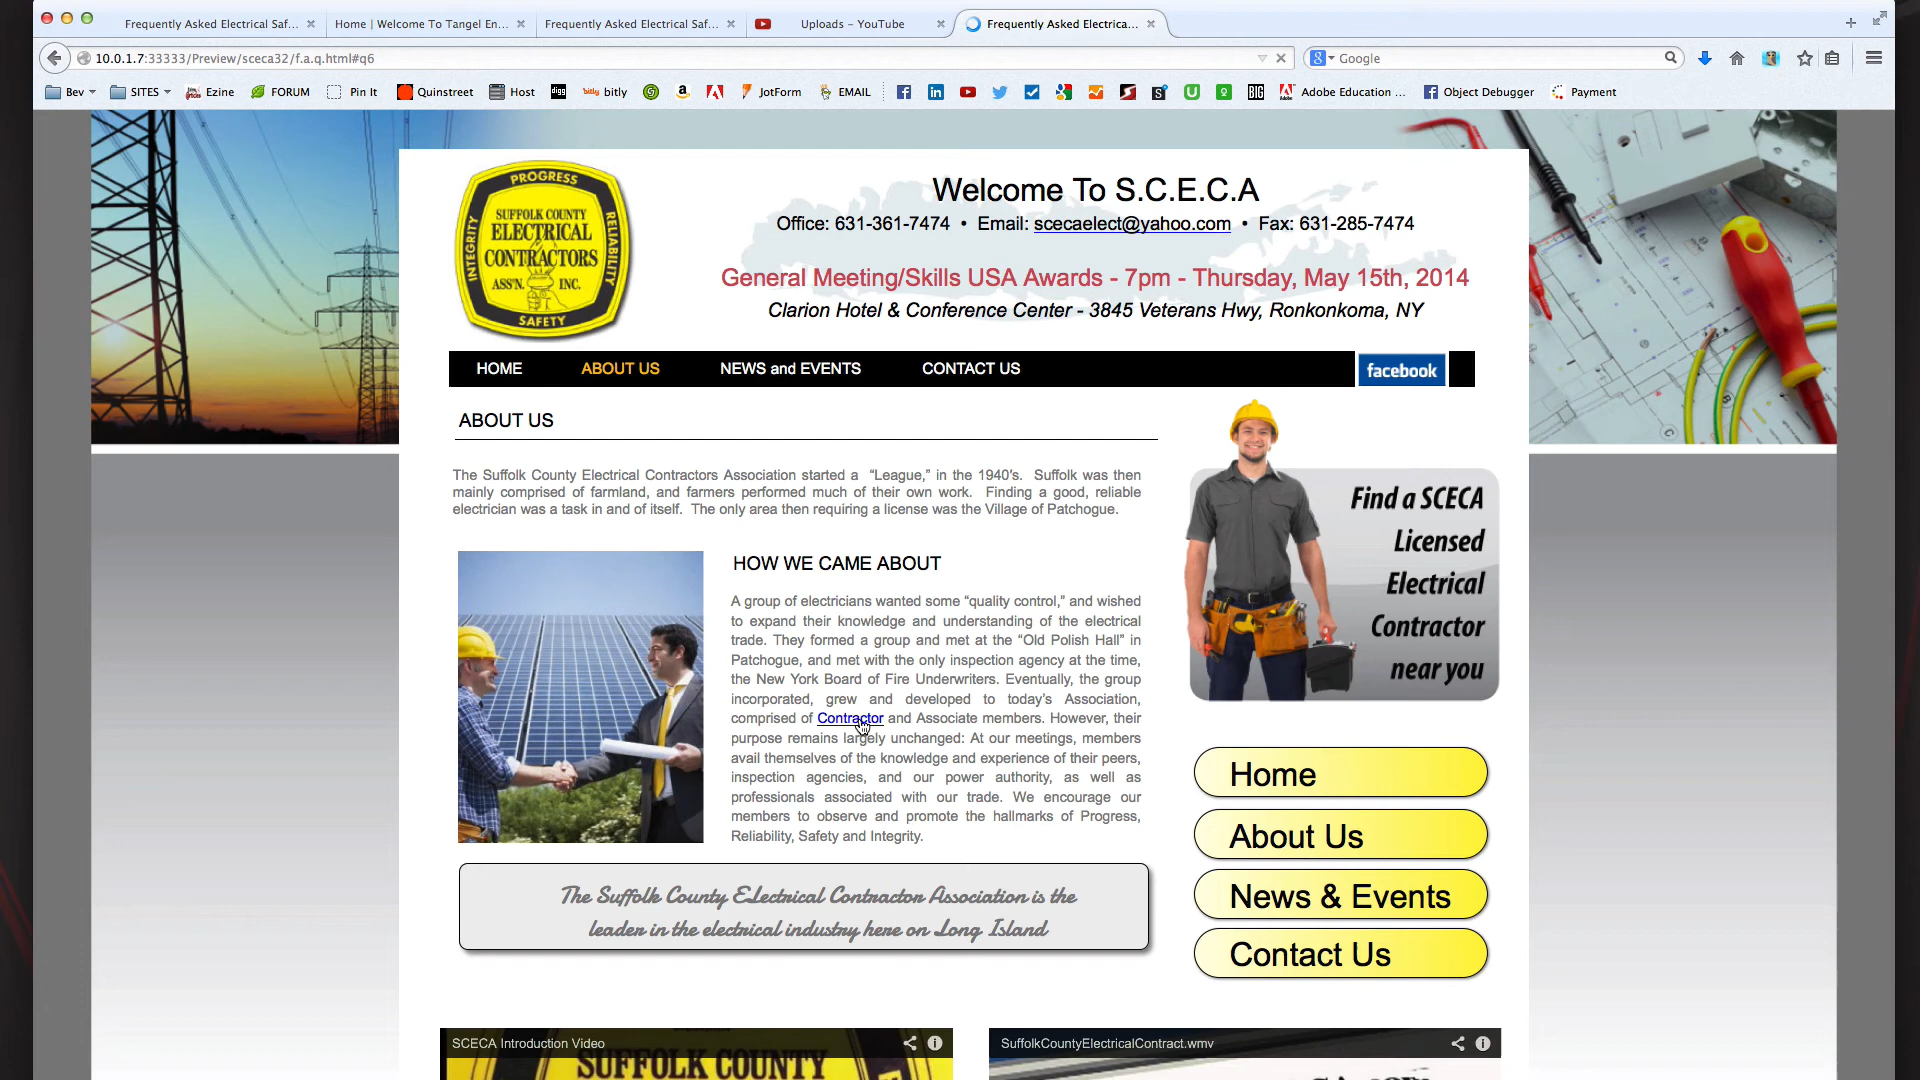 Frequently Asked Electrical Saf...
Home | Welcome To Tangel En...
Frequently Asked Electrical Saf...
Uploads - YouTube
Frequently Asked Electrica...
10.0.1.7:33333/Preview/sceca32/f.a.q.html#q6
Google
Bev
SITES
Ezine
FORUM
Pin It
Quinstreet
Host
digg
bitly
bitly
JotForm
EMAIL
BIG
Adobe Education ...
Object Debugger
Payment
PROGRESS
INTEGRITY
RELIABILITY
SUFFOLK COUNTY
ELECTRICAL
CONTRACTORS
ASS'N. INC.
SAFETY
Welcome To S.C.E.C.A
Office: 631-361-7474 • Email: scecaelect@yahoo.com • Fax: 631-285-7474
General Meeting/Skills USA Awards - 7pm - Thursday, May 15th, 2014
Clarion Hotel & Conference Center - 3845 Veterans Hwy, Ronkonkoma, NY
HOME
ABOUT US
NEWS and EVENTS
CONTACT US
facebook
ABOUT US
The Suffolk County Electrical Contractors Association started a “League,” in the 1940’s. Suffolk was then
mainly comprised of farmland, and farmers performed much of their own work. Finding a good, reliable
electrician was a task in and of itself. The only area then requiring a license was the Village of Patchogue.
HOW WE CAME ABOUT
A group of electricians wanted some “quality control,” and wished
to expand their knowledge and understanding of the electrical
trade. They formed a group and met at the “Old Polish Hall” in
Patchogue, and met with the only inspection agency at the time,
the New York Board of Fire Underwriters. Eventually, the group
incorporated, grew and developed to today’s Association,
comprised of Contractor and Associate members. However, their
purpose remains largely unchanged: At our meetings, members
avail themselves of the knowledge and experience of their peers,
inspection agencies, and our power authority, as well as
professionals associated with our trade. We encourage our
members to observe and promote the hallmarks of Progress,
Reliability, Safety and Integrity.
The Suffolk County ELectrical Contractor Association is the
leader in the electrical industry here on Long Island
Find a SCECA
Licensed
Electrical
Contractor
near you
Home
About Us
News & Events
Contact Us
SCECA Introduction Video
SUFFOLK COUNTY
SuffolkCountyElectricalContract.wmv